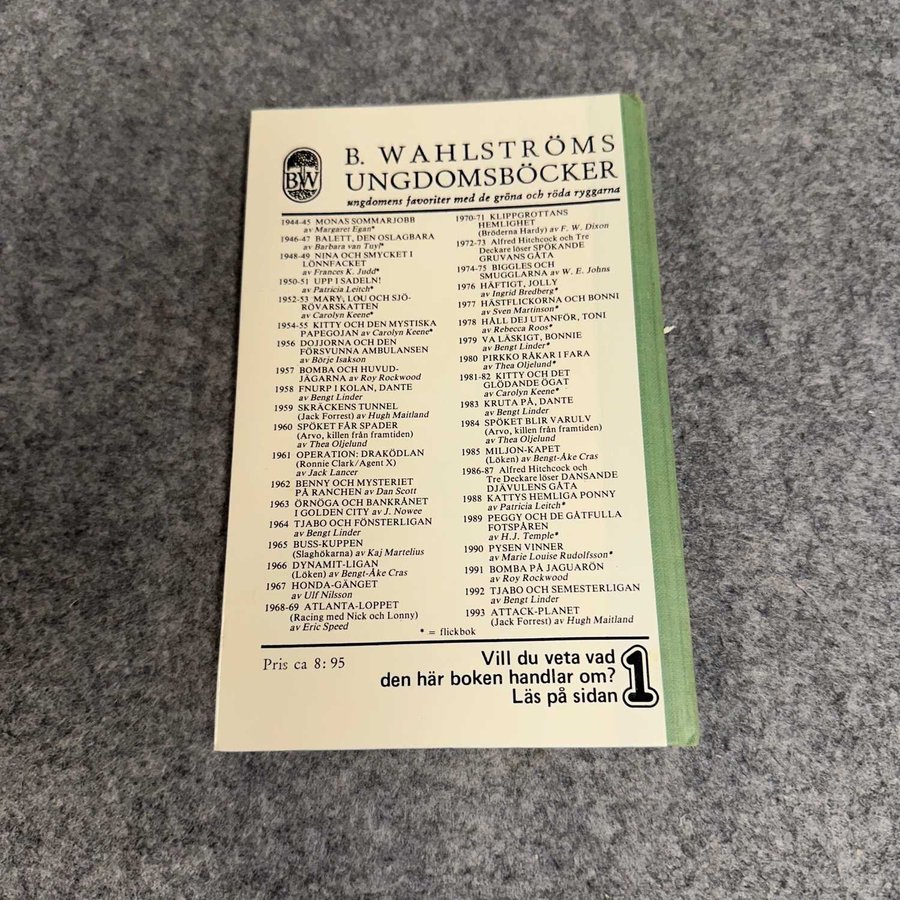 BW
B. WAHLSTRÖMS
UNGDOMSBÖCKER
ungdomens favoriter med de gröna och röda ryggarna
1944-45 MONAS SOMMARJOBB
av Margaret Egan*
1946-47 BALETT, DEN OSLAGBARA
av Barbara van Tuyl*
1948-49 NINA OCH SMYCKET I
LÖNNFACKET
av Frances K. Judd*
1950-51 UPP I SADELN!
av Patricia Leitch*
1952-53 MARY, LOU OCH SJÖ-
RÖVARSKATTEN
av Carolyn Keene*
1954-55 KITTY OCH DEN MYSTISKA
PAPEGOJAN av Carolyn Keene*
1956 DOJJORNA OCH DEN
FÖRSVUNNA AMBULANSEN
av Börje Isakson
1957 BOMBA OCH HUVUD-
JÄGARNA av Roy Rockwood
1958 FNURP I KOLAN, DANTE
av Bengt Linder
1959 SKRÄCKENS TUNNEL
(Jack Forrest) av Hugh Maitland
1960 SPÖKET FÅR SPADER
(Arvo, killen från framtiden)
av Thea Oljelund
1961 OPERATION: DRAKÖDLAN
(Ronnie Clark/Agent X)
av Jack Lancer
1962 BENNY OCH MYSTERIET
PÅ RANCHEN av Dan Scott
1963 ÖRNÖGA OCH BANKRÅNET
I GOLDEN CITY av J. Nowee
1964 TJABO OCH FÖNSTERLIGAN
av Bengt Linder
1965 BUSS-KUPPEN
(Slaghökarna) av Kaj Martelius
1966 DYNAMIT-LIGAN
(Löken) av Bengt-Åke Cras
1967 HONDA-GÄNGET
av Ulf Nilsson
1968-69 ATLANTA-LOPPET
(Racing med Nick och Lonny)
av Eric Speed
1970-71 KLIPPGROTTANS
HEMLIGHET
(Bröderna Hardy) av F. W. Dixon
1972-73 Alfred Hitchcock och Tre
Deckare löser SPÖKANDE
GRUVANS GÅTA
1974-75 BIGGLES OCH
SMUGGLARNA av W. E. Johns
1976 HÄFTIGT, JOLLY
av Ingrid Bredberg*
1977 HÄSTFLICKORNA OCH BONNI
av Sven Martinson*
1978 HÅLL DEJ UTANFÖR, TONI
av Rebecca Roos*
1979 VA LÄSKIGT, BONNIE
av Bengt Linder*
1980 PIRKKO RÅKAR I FARA
av Thea Oljelund*
1981-82 KITTY OCH DET
GLÖDANDE ÖGAT
av Carolyn Keene*
1983 KRUTA PÅ, DANTE
av Bengt Linder
1984 SPÖKET BLIR VARULV
(Arvo, killen från framtiden)
av Thea Oljelund
1985 MILJON-KAPET
(Löken) av Bengt-Åke Cras
1986-87 Alfred Hitchcock och
Tre Deckare löser DANSANDE
DJÄVULENS GÅTA
1988 KATTYS HEMLIGA PONNY
av Patricia Leitch*
1989 PEGGY OCH DE GÅTFULLA
FOTSPÅREN
av H.J. Temple*
1990 PYSEN VINNER
av Marie Louise Rudolfsson*
1991 BOMBA PÅ JAGUARÖN
av Roy Rockwood
1992 TJABO OCH SEMESTERLIGAN
av Bengt Linder
1993 ATTACK-PLANET
(Jack Forrest) av Hugh Maitland
* = flickbok
Pris ca 8:95
Vill du veta vad
den här boken handlar om?
Läs på sidan 1